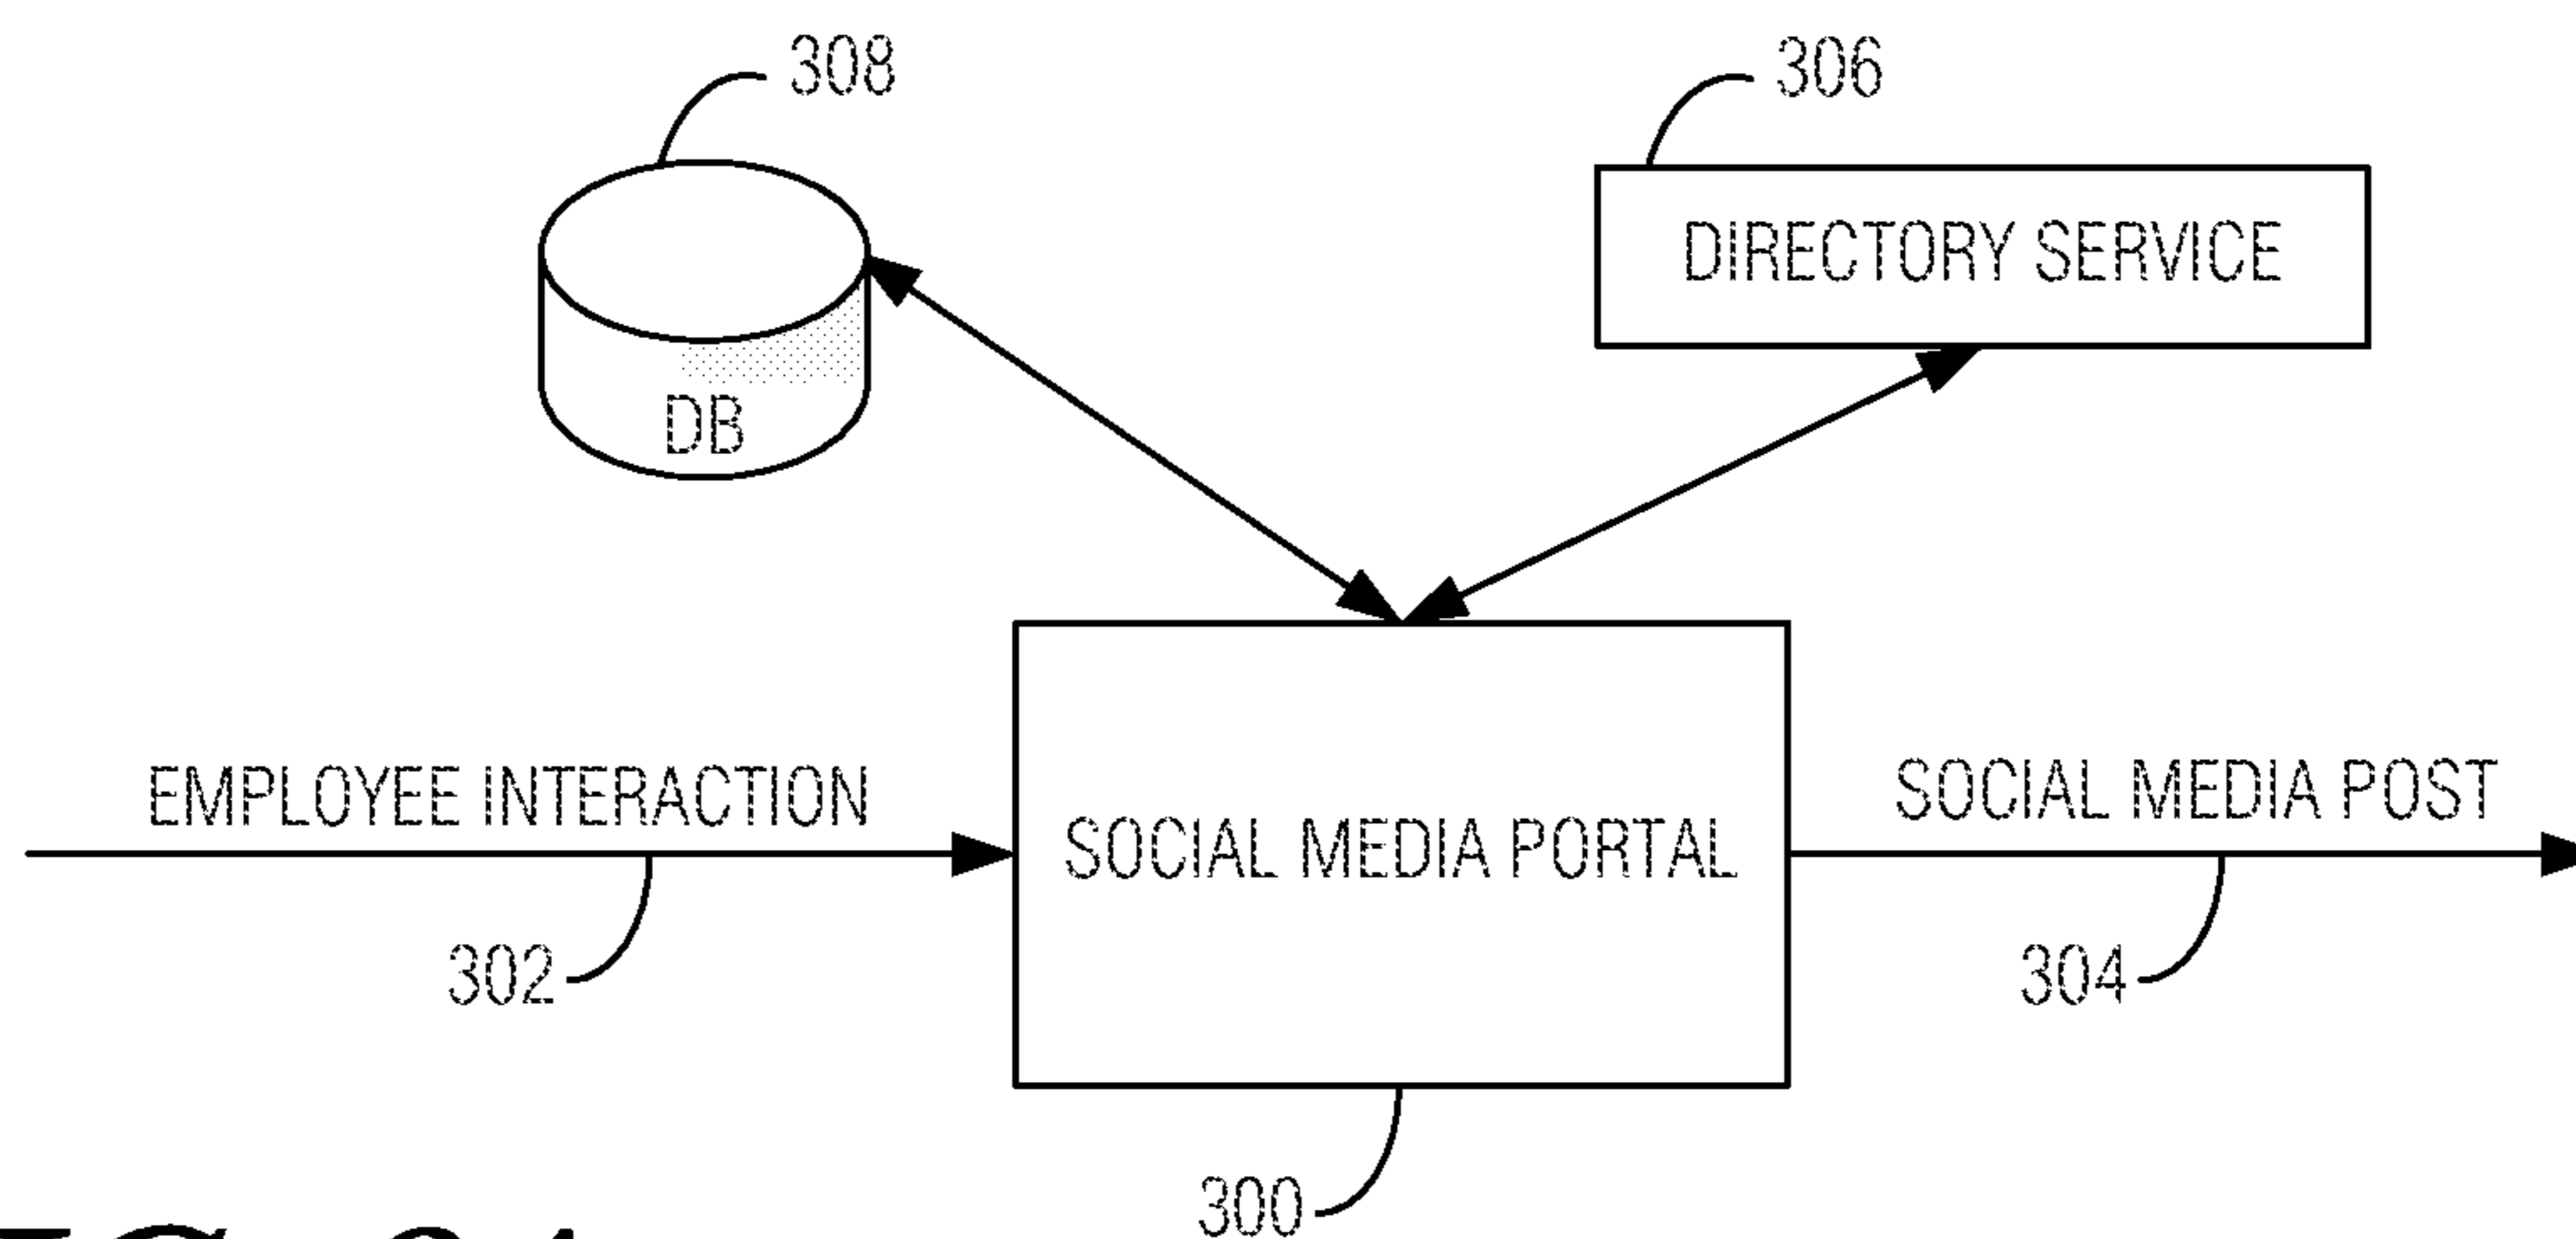 308
306
DIRECTORY SERVICE
DB
EMPLOYEE INTERACTION
SOCIAL MEDIA POST
SOCIAL MEDIA PORTAL
302
304
300